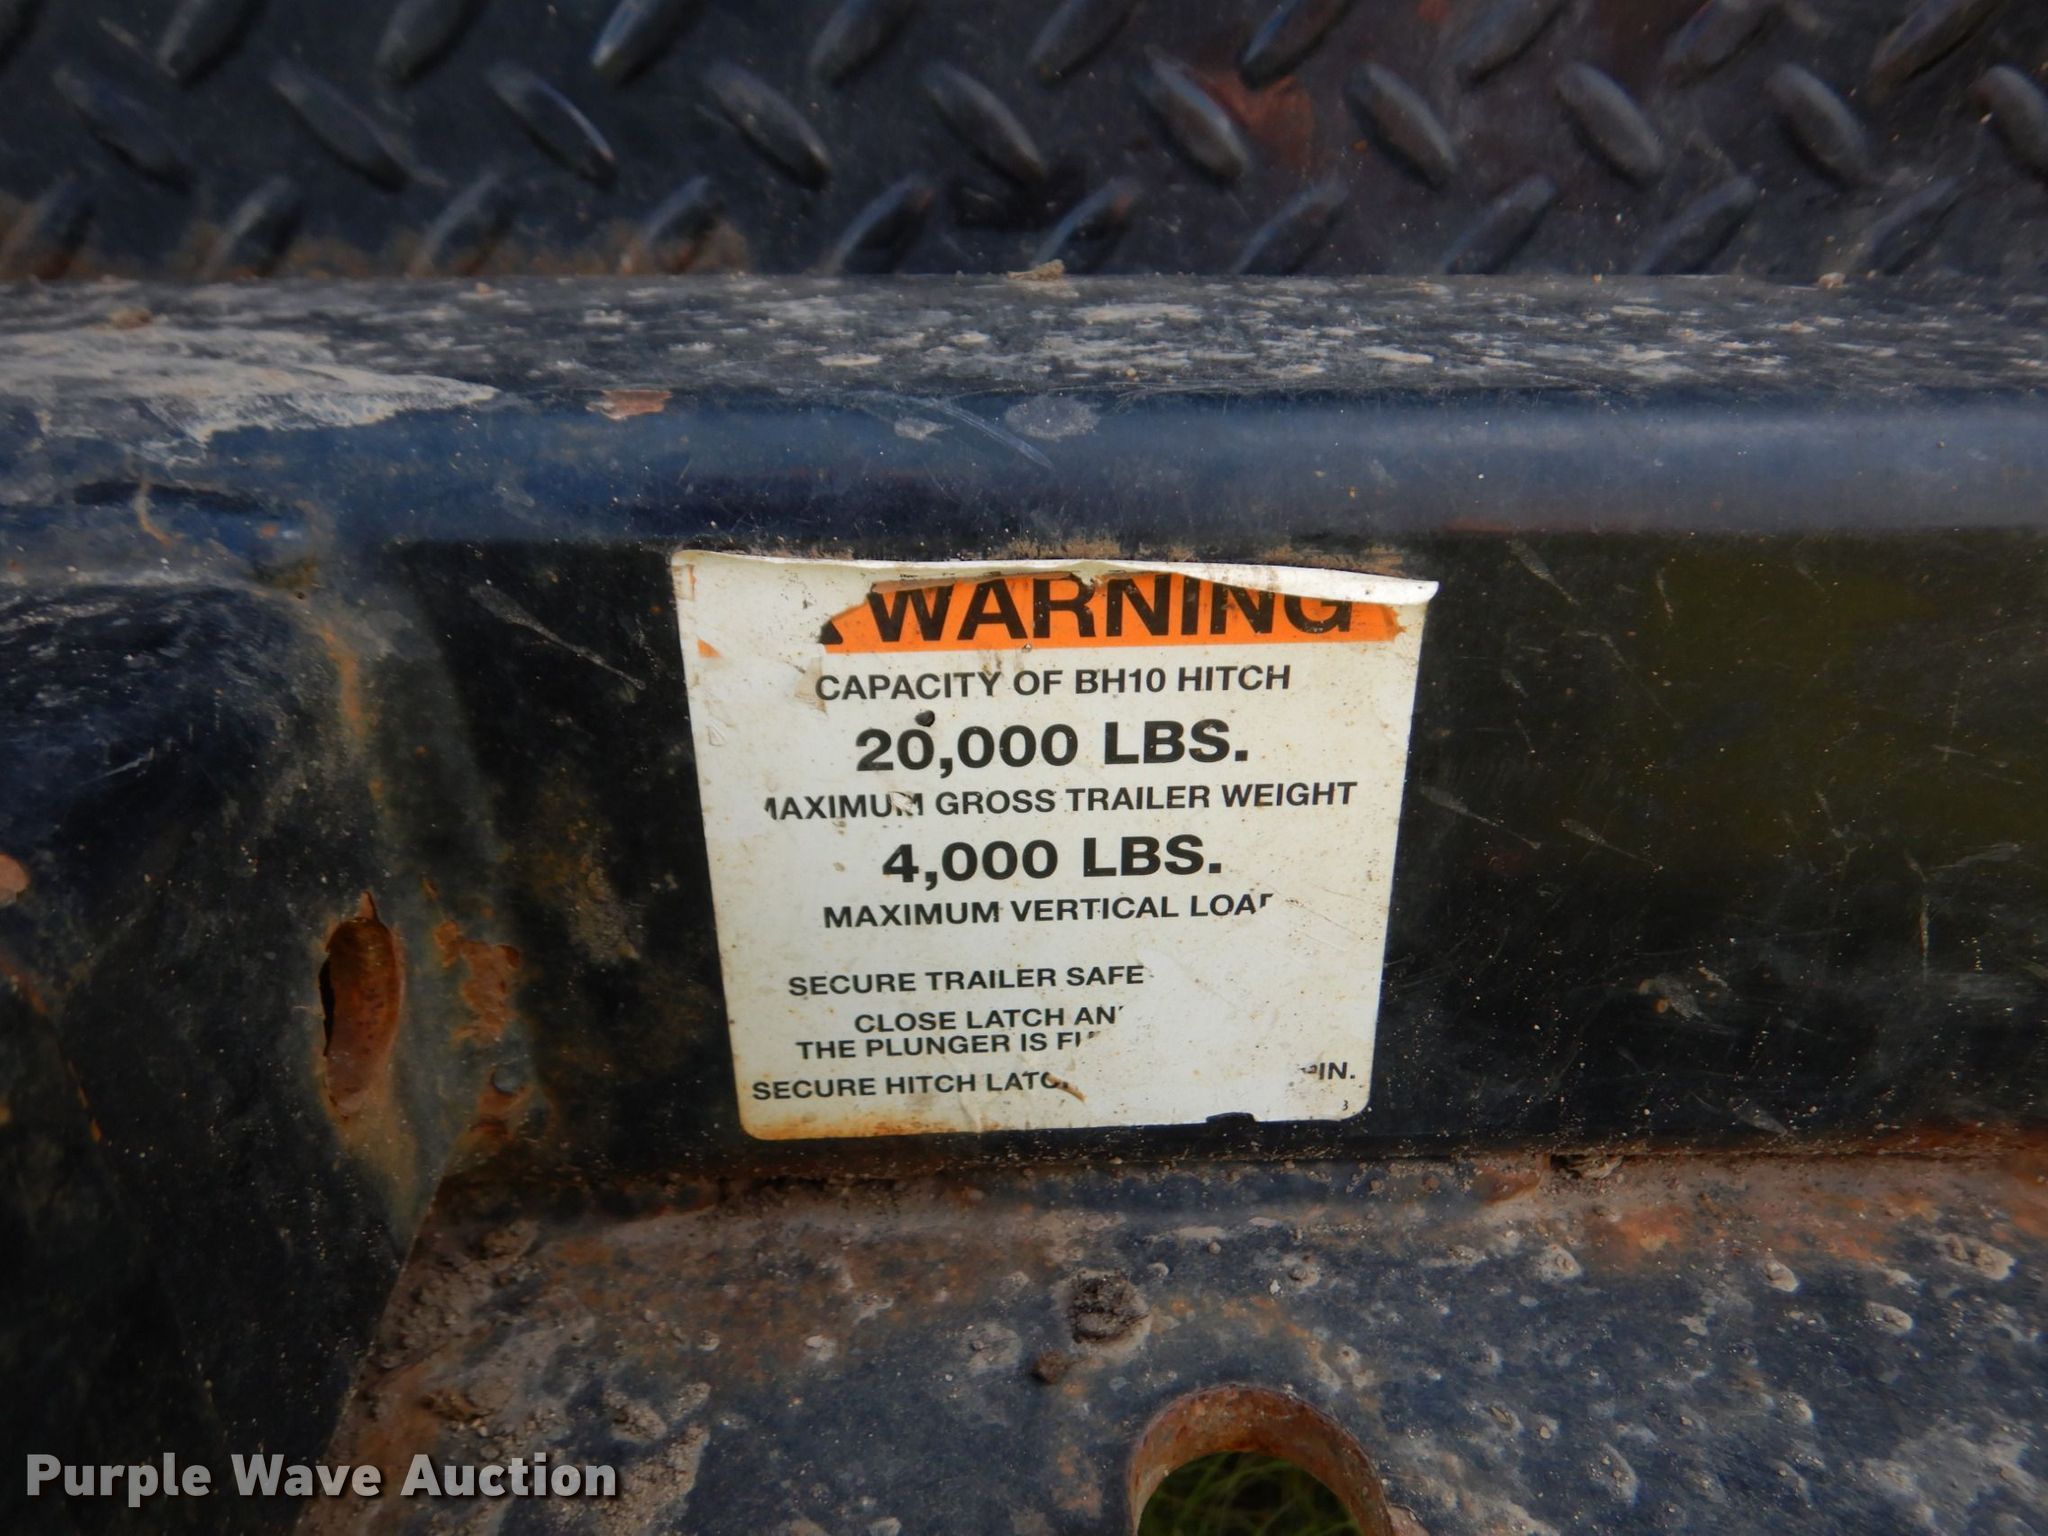 WARNING
CAPACITY OF BH10 HITCH
20,000 LBS.
MAXIMUM GROSS TRAILER WEIGHT
4,000 LBS.
MAXIMUM VERTICAL LOAD
SECURE TRAILER SAFE
CLOSE LATCH AN
THE PLUNGER IS
SECURE HITCH LATC PIN.
Purple Wave Auction